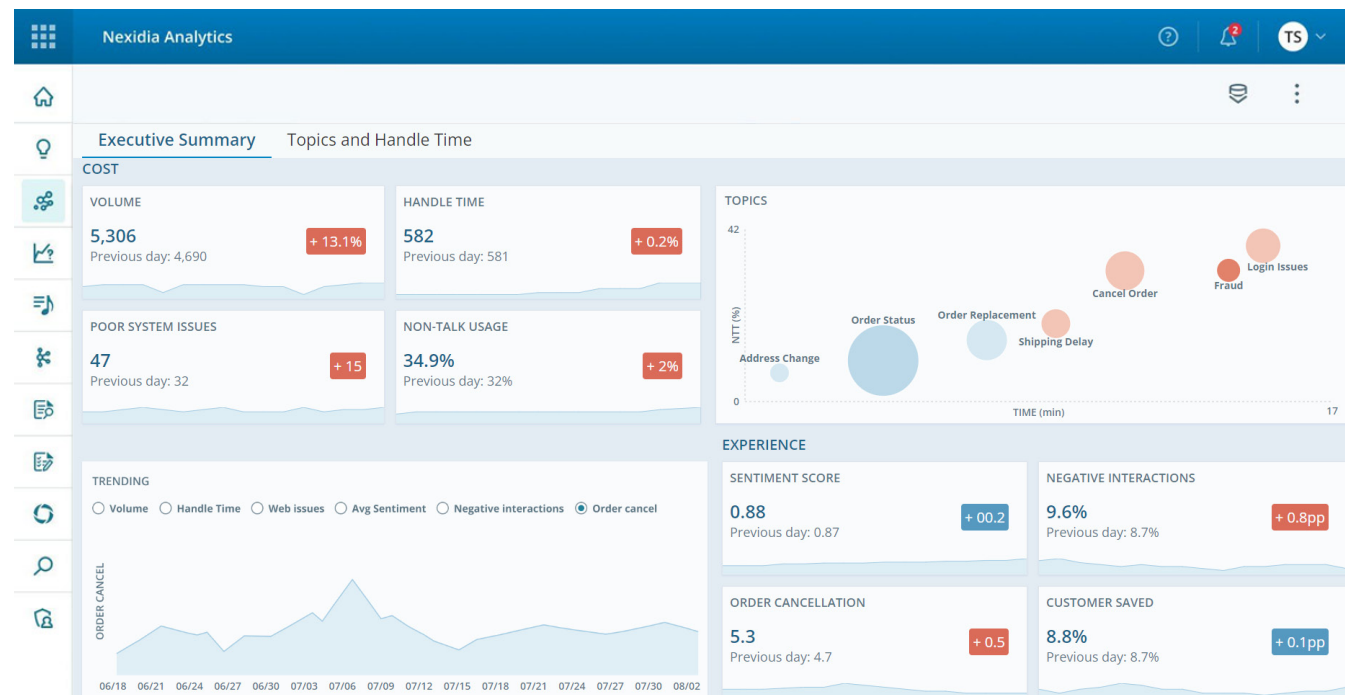 Nexidia Analytics
?
2
TS
Executive Summary
Topics and Handle Time
COST
VOLUME
5,306
+ 13.1%
Previous day: 4,690
HANDLE TIME
582
+ 0.2%
Previous day: 581
POOR SYSTEM ISSUES
47
+ 15
Previous day: 32
NON-TALK USAGE
34.9%
+ 2%
Previous day: 32%
TOPICS
42
NTT (%)
Login Issues
Fraud
Cancel Order
Order Status
Order Replacement
Shipping Delay
Address Change
0
TIME (min)
17
TRENDING
Volume Handle Time Web issues Avg Sentiment Negative interactions Order cancel
ORDER CANCEL
06/18 06/21 06/24 06/27 06/30 07/03 07/06 07/09 07/12 07/15 07/18 07/21 07/24 07/27 07/30 08/02
EXPERIENCE
SENTIMENT SCORE
0.88
+ 00.2
Previous day: 0.87
NEGATIVE INTERACTIONS
9.6%
+ 0.8pp
Previous day: 8.7%
ORDER CANCELLATION
5.3
+ 0.5
Previous day: 4.7
CUSTOMER SAVED
8.8%
+ 0.1pp
Previous day: 8.7%